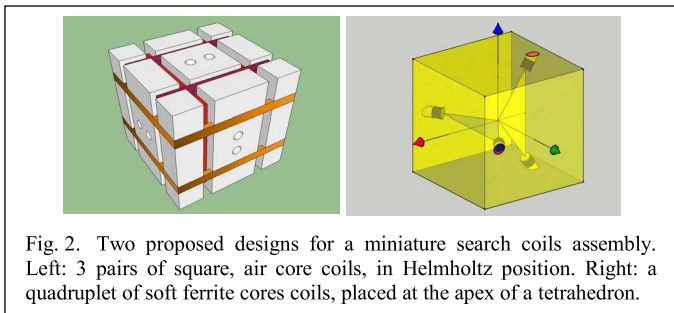 Fig. 2. Two proposed designs for a miniature search coils assembly.
Left: 3 pairs of square, air core coils, in Helmholtz position. Right: a
quadruplet of soft ferrite cores coils, placed at the apex of a tetrahedron.